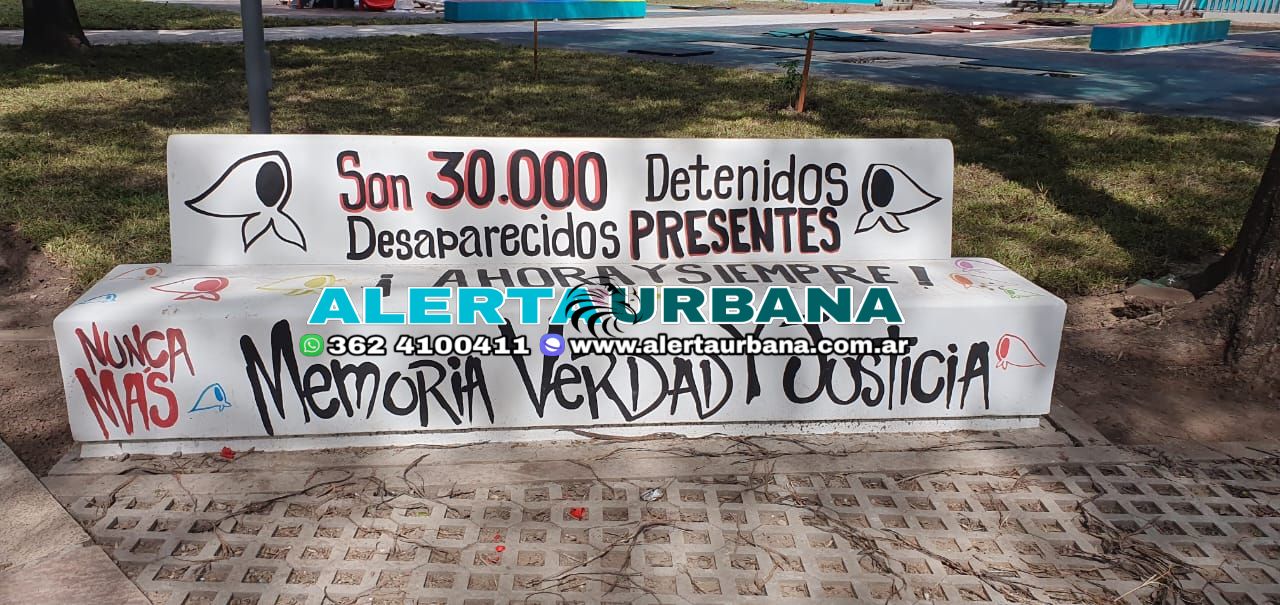 Son 30.000 Detenidos
Desaparecidos PRESENTES
¡ AHORA Y SIEMPRE !
ALERTA URBANA
362 4100411 www.alertaurbana.com.ar
NUNCA
MÁS
Memoria Verdad Y Justicia